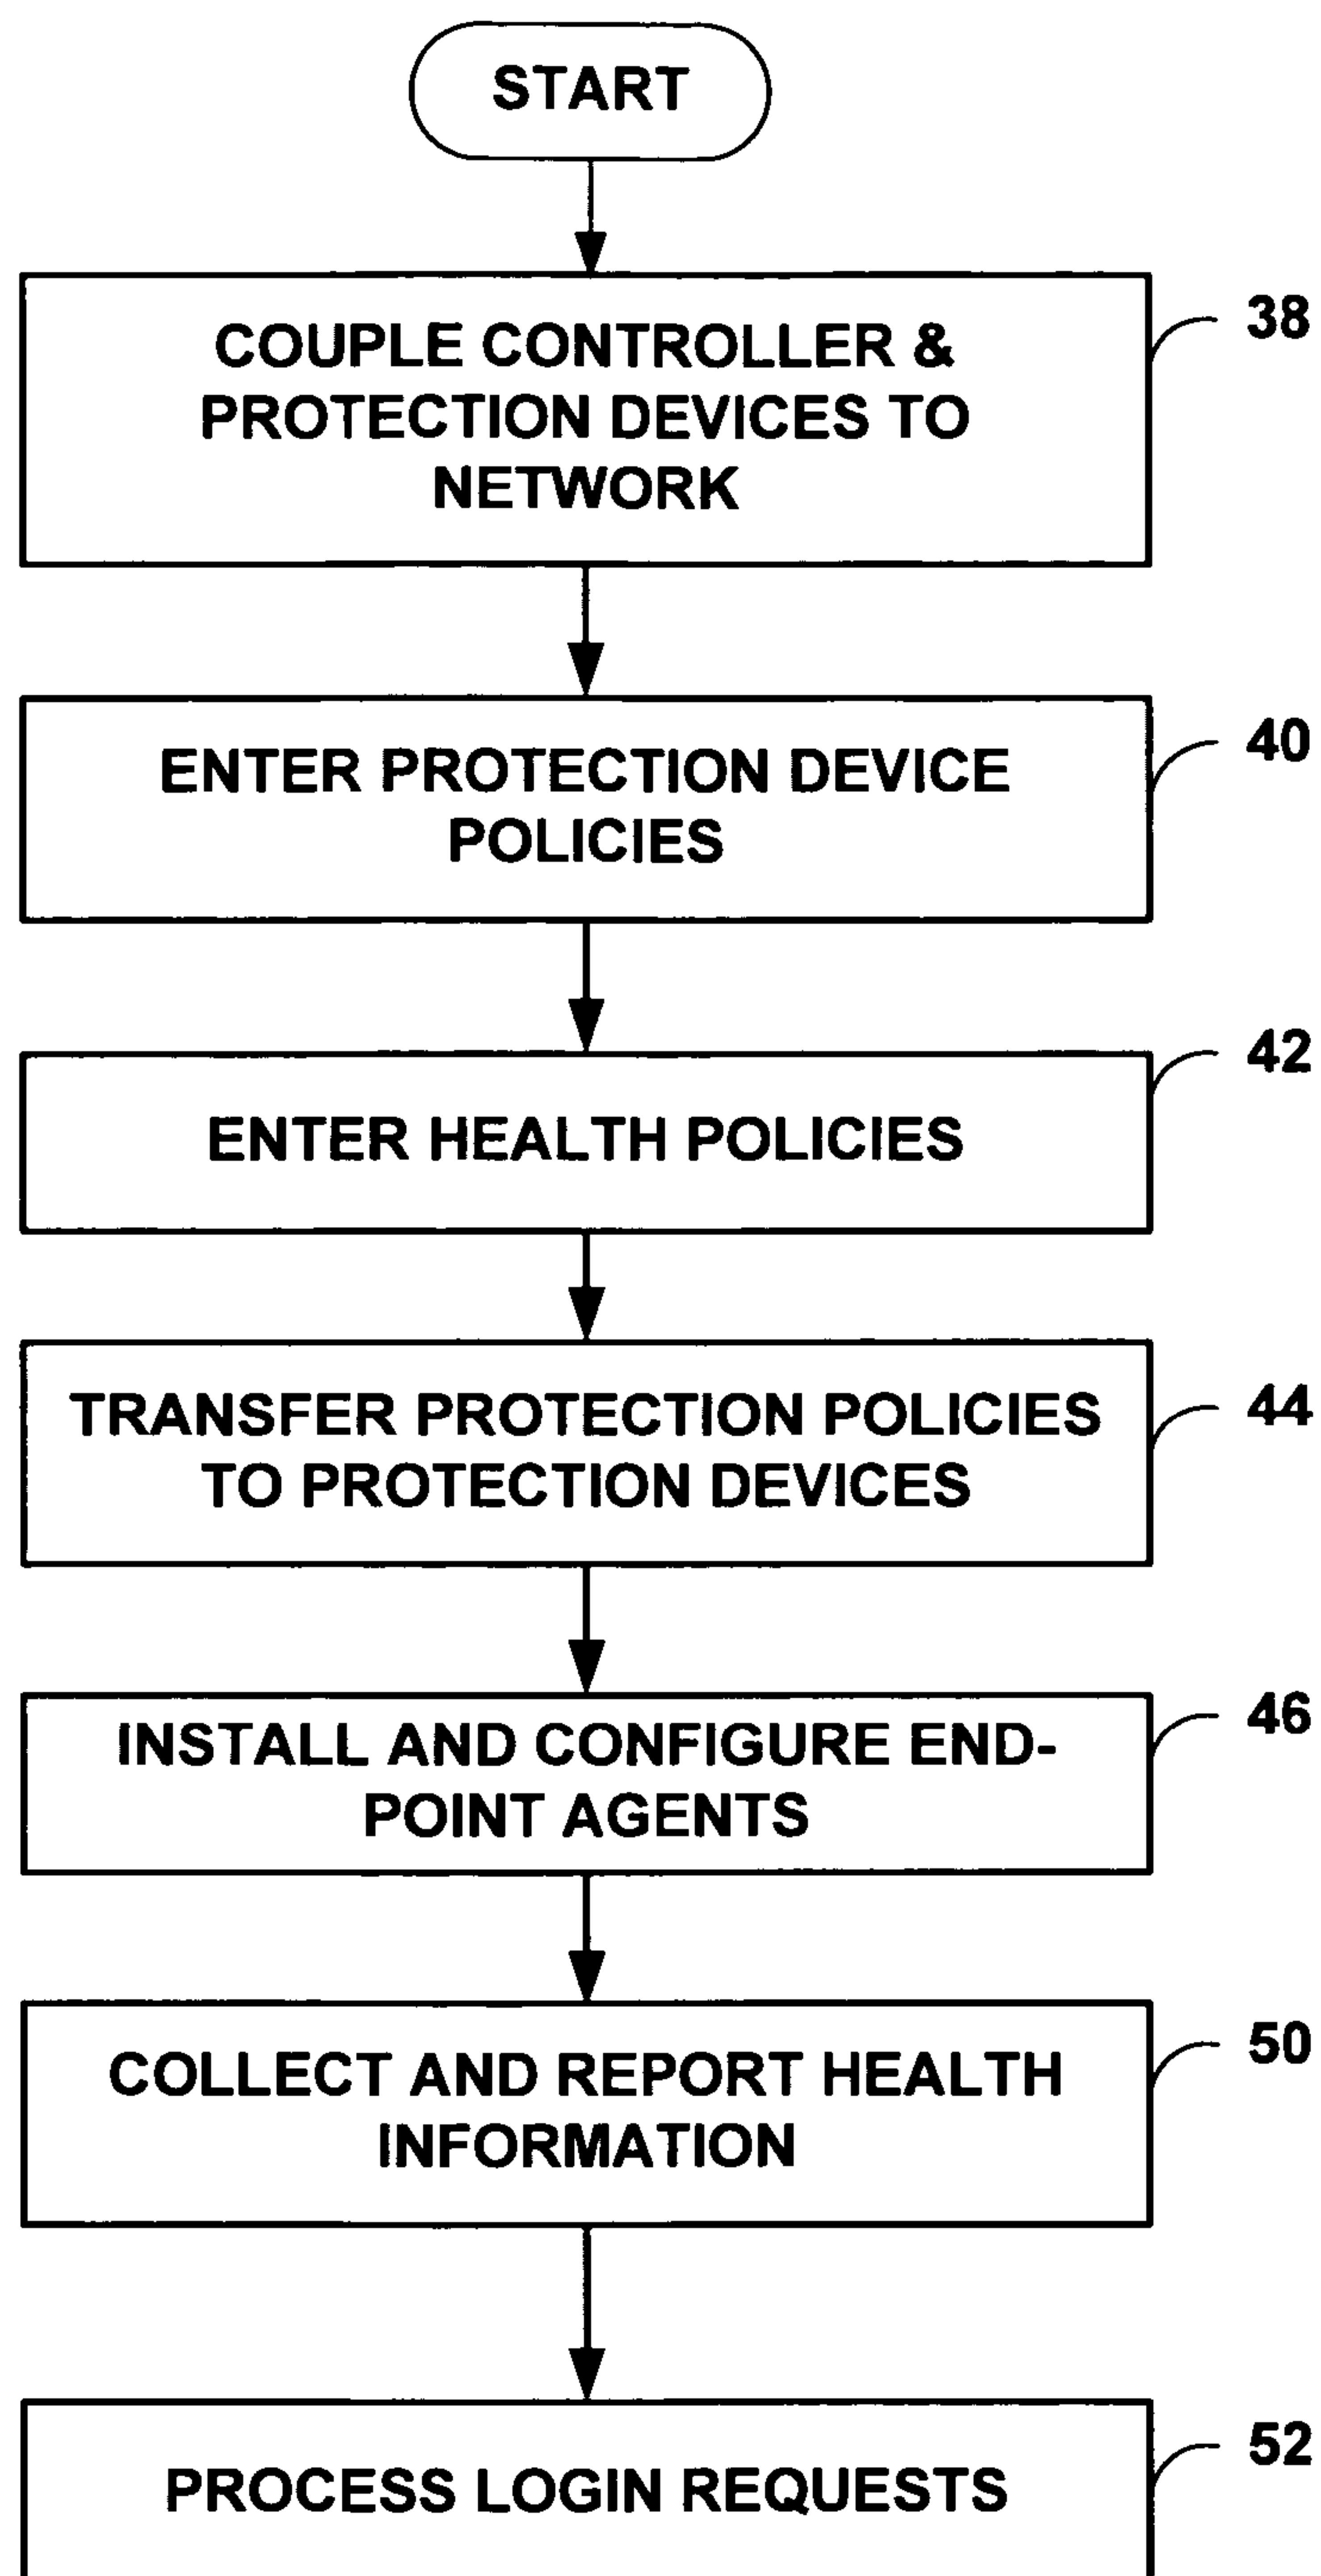 START
COUPLE CONTROLLER &
PROTECTION DEVICES TO
NETWORK
38
ENTER PROTECTION DEVICE
POLICIES
40
ENTER HEALTH POLICIES
42
TRANSFER PROTECTION POLICIES
TO PROTECTION DEVICES
44
INSTALL AND CONFIGURE END-
POINT AGENTS
46
COLLECT AND REPORT HEALTH
INFORMATION
50
PROCESS LOGIN REQUESTS
52